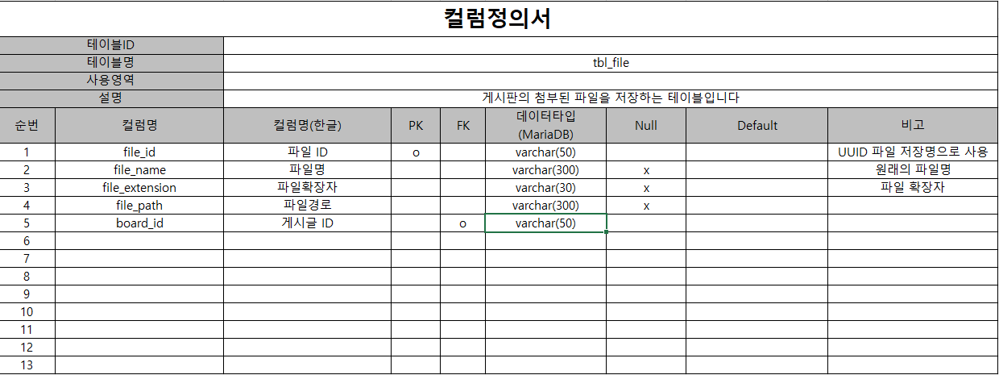 컬럼정의서
테이블ID
테이블명 tbl_file
사용영역
설명 게시판의 첨부된 파일을 저장하는 테이블입니다
순번 컬럼명 컬럼명(한글) PK FK 데이터타입 (MariaDB) Null Default 비고
1 file_id 파일 ID o varchar(50) UUID 파일 저장명으로 사용
2 file_name 파일명 varchar(300) x 원래의 파일명
3 file_extension 파일확장자 varchar(30) x 파일 확장자
4 file_path 파일경로 varchar(300) x
5 board_id 게시글 ID o varchar(50)
6
7
8
9
10
11
12
13